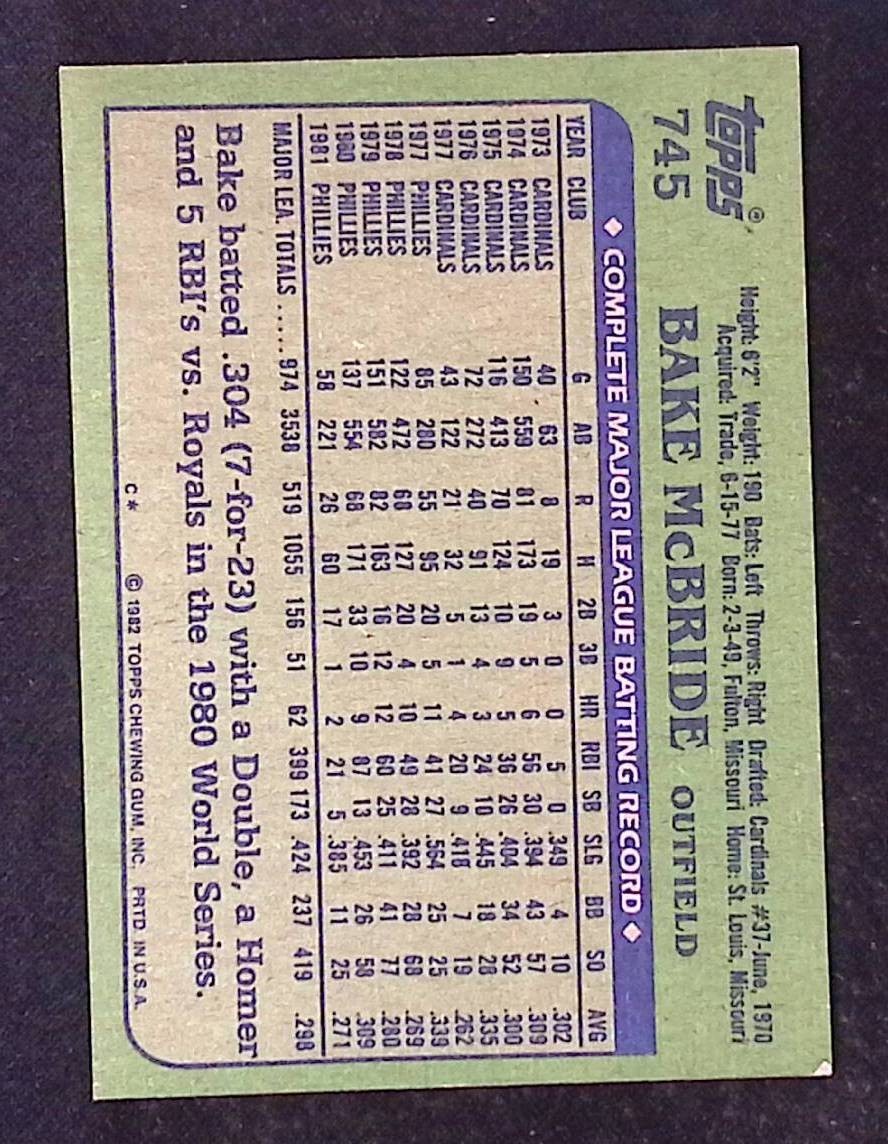 Topps®
Height: 6'2" Weight: 190 Bats: Left Throws: Right Drafted: Cardinals #37-June, 1970
Acquired: Trade, 6-15-77 Born: 2-3-49, Fulton, Missouri Home: St. Louis, Missouri
745 BAKE McBRIDE OUTFIELD
◆ COMPLETE MAJOR LEAGUE BATTING RECORD ◆
YEAR CLUB G AB R H 2B 3B HR RBI SB SLG BB SO AVG
1973 CARDINALS 40 63 8 19 3 0 0 5 0 .349 4 10 .302
1974 CARDINALS 150 559 81 173 19 5 6 56 30 .394 43 57 .309
1975 CARDINALS 116 413 70 124 10 9 5 36 26 .404 34 52 .300
1976 CARDINALS 72 272 40 91 13 4 3 24 10 .445 18 28 .335
1977 CARDINALS 43 122 21 32 5 1 4 20 9 .418 7 19 .262
1977 PHILLIES 85 280 55 95 20 5 11 41 27 .564 25 25 .339
1978 PHILLIES 122 472 68 127 20 4 10 49 28 .392 28 68 .269
1979 PHILLIES 151 582 82 163 16 12 12 60 25 .411 41 77 .280
1980 PHILLIES 137 554 68 171 33 10 9 87 13 .453 26 58 .309
1981 PHILLIES 58 221 26 60 17 1 2 21 5 .385 11 25 .271
MAJOR LEA. TOTALS ..... 974 3538 519 1055 156 51 62 399 173 .424 237 419 .298
Bake batted .304 (7-for-23) with a Double, a Homer
and 5 RBI's vs. Royals in the 1980 World Series.
C* © 1982 TOPPS CHEWING GUM, INC. PRTD. IN U.S.A.